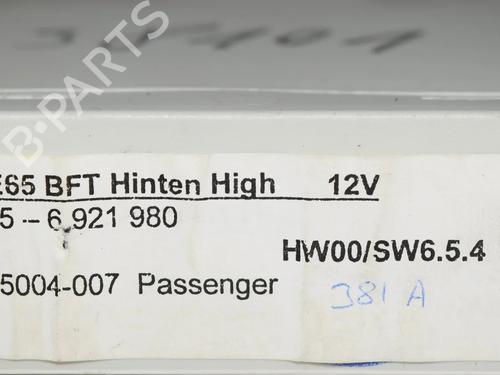 B-PARTS
E65 BFT Hinten High 12V
5 – 6 921 980
HW00/SW6.5.4
5004-007 Passenger
381 A